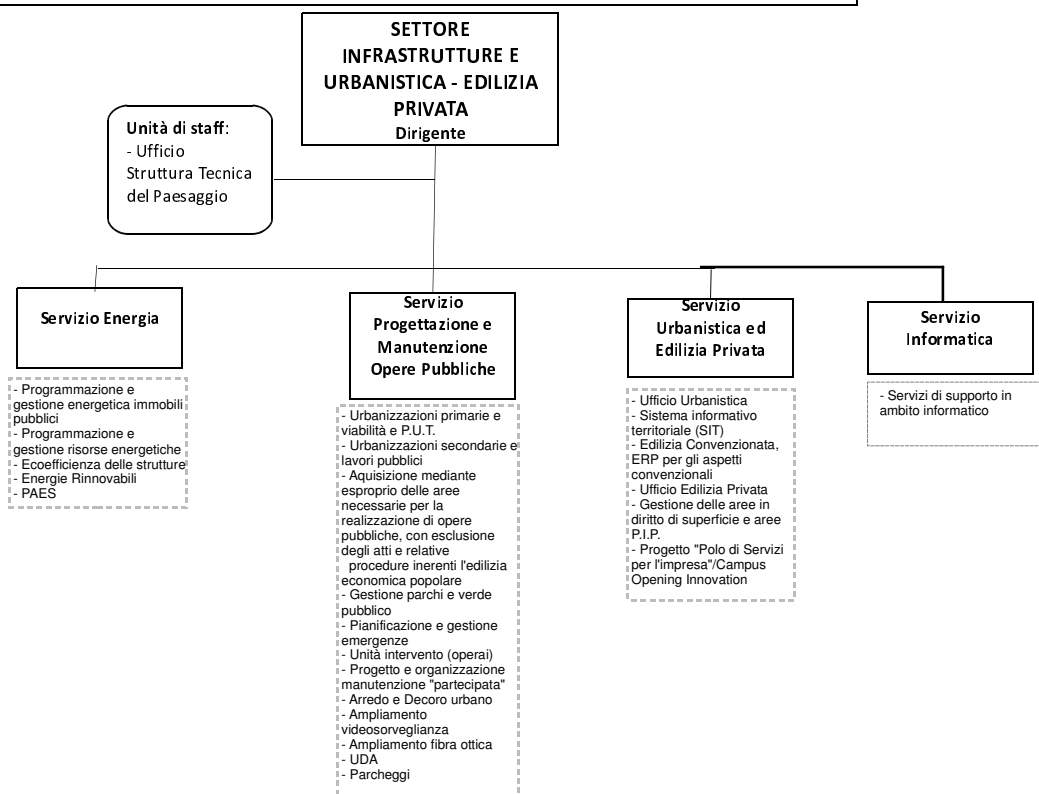 SETTORE
INFRASTRUTTURE E
URBANISTICA - EDILIZIA
PRIVATA
Dirigente
Unità di staff:
- Ufficio
Struttura Tecnica
del Paesaggio
Servizio Energia
- Programmazione e
gestione energetica immobili
pubblici
- Programmazione e
gestione risorse energetiche
- Ecoefficienza delle strutture
- Energie Rinnovabili
- PAES
Servizio
Progettazione e
Manutenzione
Opere Pubbliche
- Urbanizzazioni primarie e
viabilità e P.U.T.
- Urbanizzazioni secondarie e
lavori pubblici
- Aquisizione mediante
esproprio delle aree
necessarie per la
realizzazione di opere
pubbliche, con esclusione
degli atti e relative
procedure inerenti l'edilizia
economica popolare
- Gestione parchi e verde
pubblico
- Pianificazione e gestione
emergenze
- Unità intervento (operai)
- Progetto e organizzazione
manutenzione "partecipata"
- Arredo e Decoro urbano
- Ampliamento
videosorveglianza
- Ampliamento fibra ottica
- UDA
- Parcheggi
Servizio
Urbanistica ed
Edilizia Privata
- Ufficio Urbanistica
- Sistema informativo
territoriale (SIT)
- Edilizia Convenzionata,
ERP per gli aspetti
convenzionali
- Ufficio Edilizia Privata
- Gestione delle aree in
diritto di superficie e aree
P.I.P.
- Progetto "Polo di Servizi
per l'impresa"/Campus
Opening Innovation
Servizio
Informatica
- Servizi di supporto in
ambito informatico